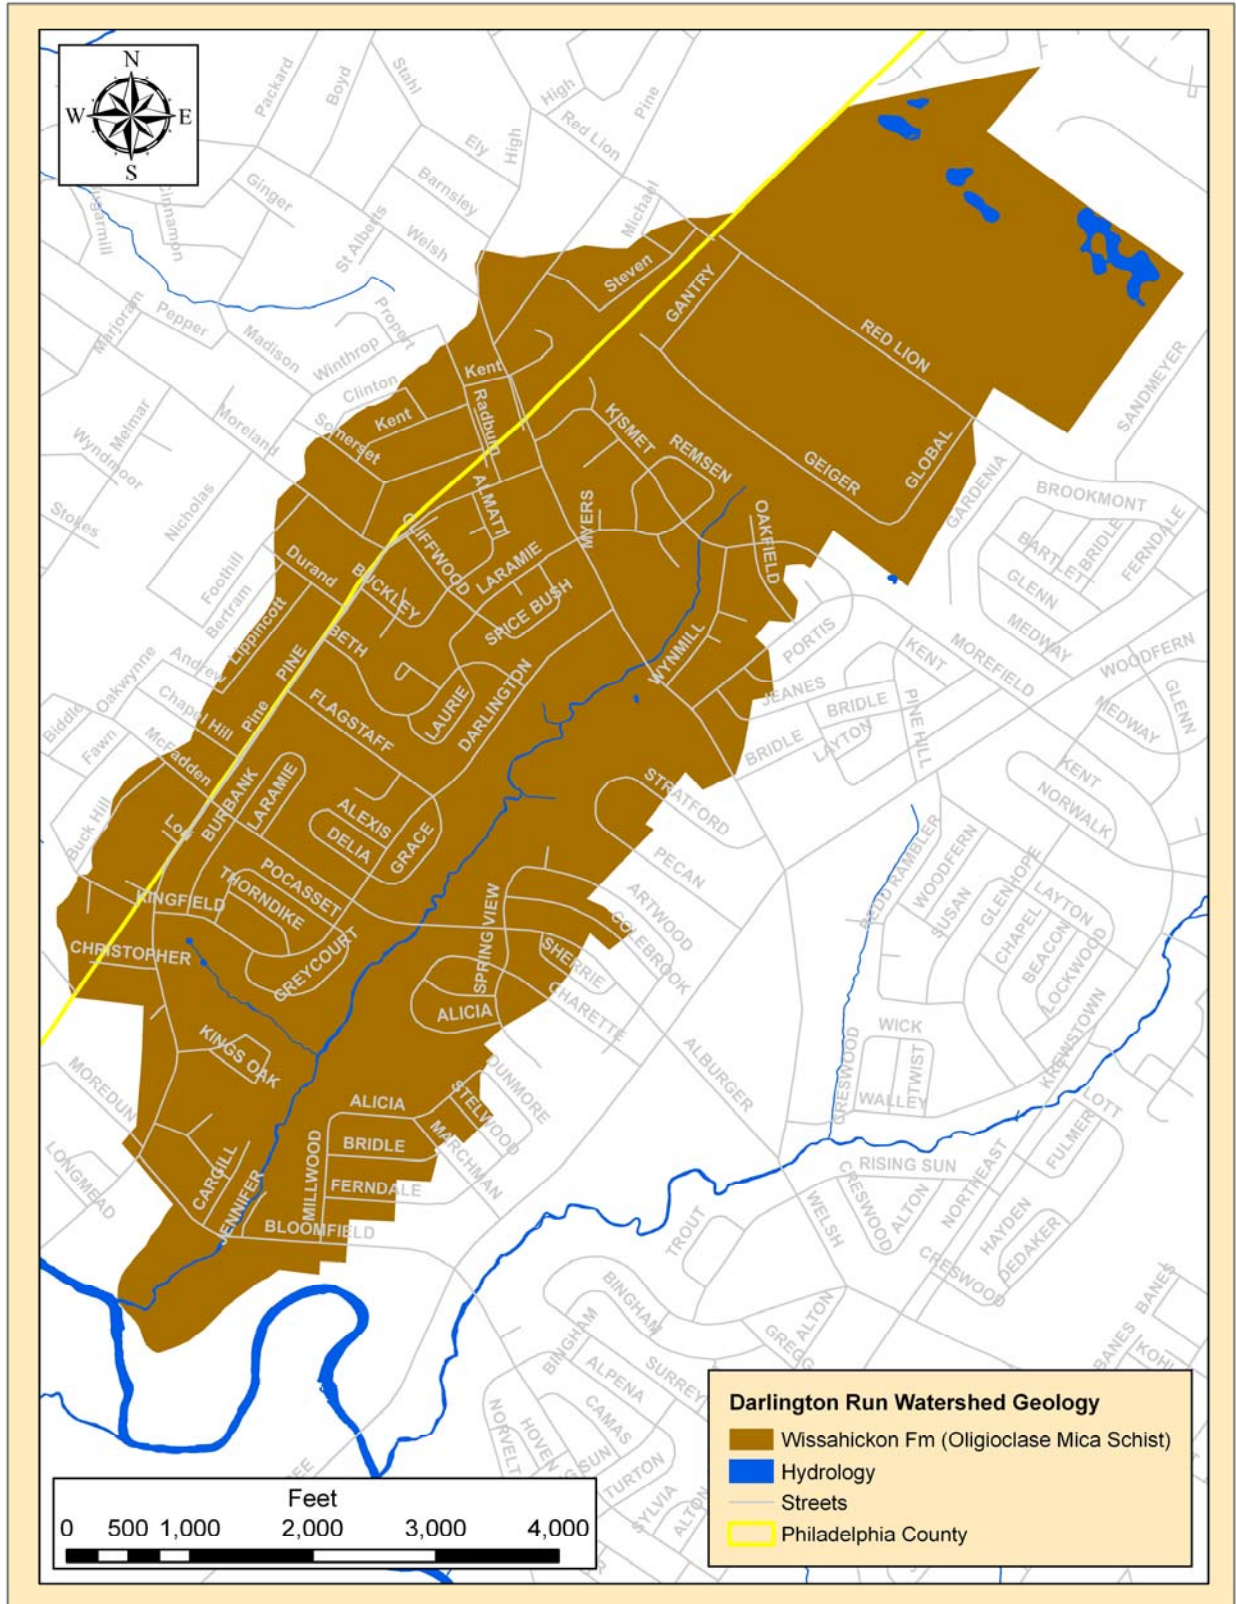 N
W
E
S
Packard
Boyd
Stahl
High
Pine
Red Lion
Ely
High
Barnsley
Ginger
Cinnamon
St Alberts
Welsh
Michael
Steven
GANTRY
RED LION
SANDMEYER
Marjoram
Pepper
Madison
Propert
Winthrop
Clinton
Kent
Kent
Radburn
Somerset
Moreland
Melmar
Wyndmoor
Nicholas
Stokes
KISMET
REMSEN
GEIGER
GLOBAL
GARDENIA
BROOKMONT
BRIDLE
BARTLETT
FERNDALE
GLENN
MEDWAY
ALMATT
MYERS
OAKFIELD
CLIFFWOOD
LARAMIE
SPICE BUSH
Foothill
Bertram
Durand
BUCKLEY
BETH
Lippincott
Andrew
PINE
Pine
Oakwynne
Biddle
Fawn
Chapel Hill
McFadden
FLAGSTAFF
LAURIE
DARLINGTON
WYNMILL
PORTIS
KENT
MOREFIELD
WOODFERN
GLENN
MEDWAY
JEANES
BRIDLE
BRIDLE
LAYTON
PINE HILL
KENT
NORWALK
STRATFORD
PECAN
BURBANK
LARAMIE
ALEXIS
DELIA
GRACE
Buck Hill
POCASSET
THORNDIKE
KINGFIELD
CHRISTOPHER
GREYCOURT
SPRING VIEW
ARTWOOD
COLEBROOK
SHERRIE
CHARETTE
ALICIA
WOODFERN
SUSAN
GLENHOPE
CHAPEL
LAYTON
BEACON
LOCKWOOD
KREWSTOWN
WICK
CRESWOOD
WALLEY
LOTT
FULMER
ALBURGER
DUNMORE
STELWOOD
MARCHMAN
KINGS OAK
MOREDUN
LONGMEAD
ALICIA
BRIDLE
MILLWOOD
FERNDALE
CARGILL
JENNIFER
BLOOMFIELD
RISING SUN
CRESWOOD
ALTON
NORTHEAST
HAYDEN
DEDAKER
WELSH
TROUT
CRESWOOD
BINGHAM
BINGHAM
ALTON
GREGG
BANES
BANES
SURREY
ALPENA
CAMAS
NORVELT
HOVEN
TURTON
SYLVIA
ALTON
Darlington Run Watershed Geology
Wissahickon Fm (Oligioclase Mica Schist)
Hydrology
Streets
Philadelphia County
Feet
0 500 1,000 2,000 3,000 4,000